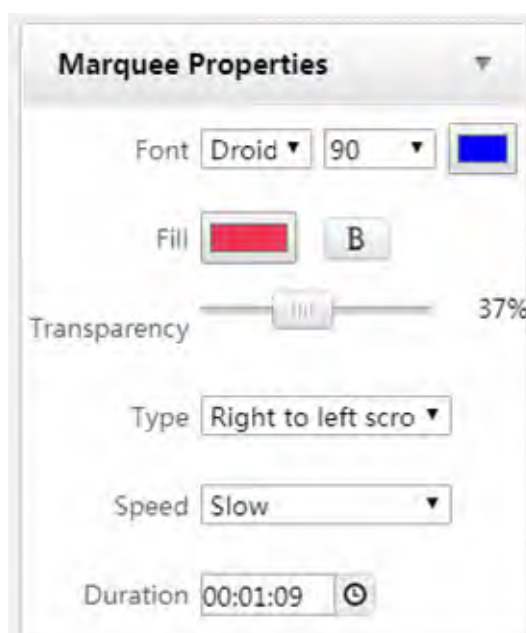 Marquee Properties
Font Droid 90
Fill B
Transparency 37%
Type Right to left scro
Speed Slow
Duration 00:01:09